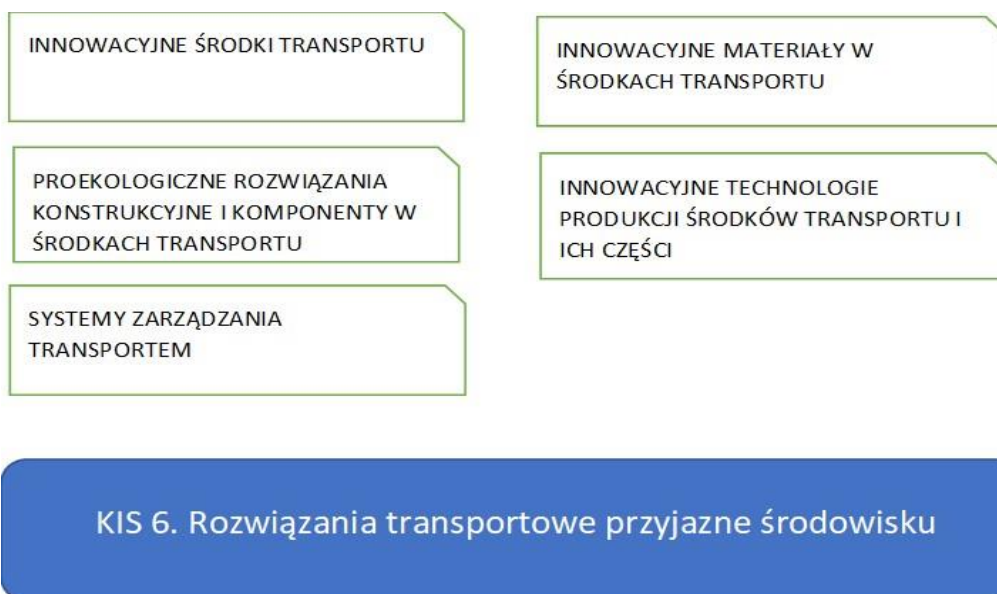 INNOWACYJNE ŚRODKI TRANSPORTU
INNOWACYJNE MATERIAŁY W
ŚRODKACH TRANSPORTU
PROEKOLOGICZNE ROZWIĄZANIA
KONSTRUKCYJNE I KOMPONENTY W
ŚRODKACH TRANSPORTU
INNOWACYJNE TECHNOLOGIE
PRODUKCJI ŚRODKÓW TRANSPORTU I
ICH CZĘŚCI
SYSTEMY ZARZĄDZANIA
TRANSPORTEM
KIS 6. Rozwiązania transportowe przyjazne środowisku